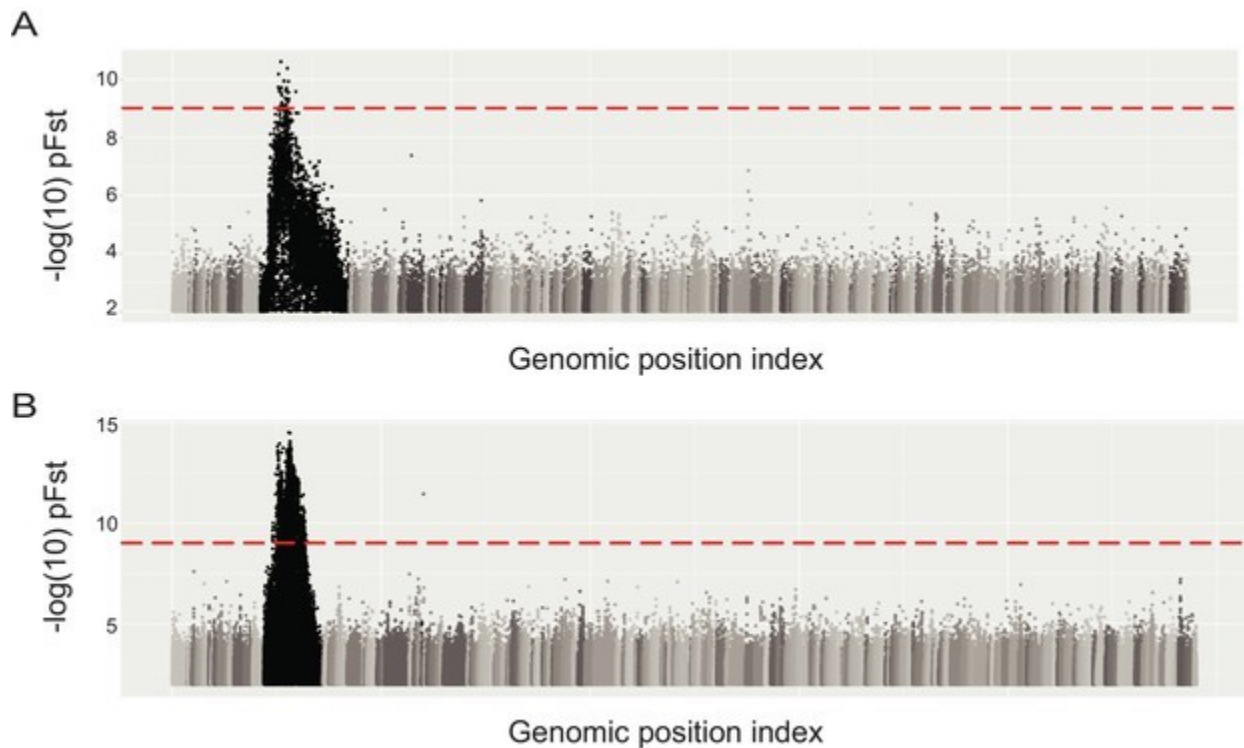 A
-log(10) pFst
10
8
6
4
2
Genomic position index
B
-log(10) pFst
15
10
5
Genomic position index